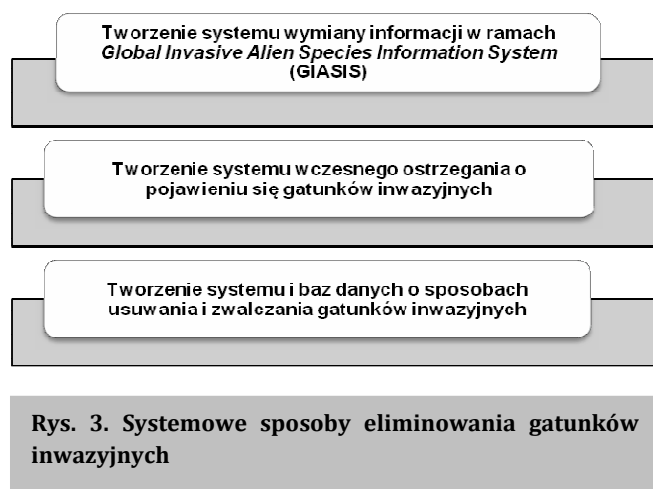 Tworzenie systemu wymiany informacji w ramach
Global Invasive Alien Species Information System
(GIASIS)
Tworzenie systemu wczesnego ostrzegania o
pojawieniu się gatunków inwazyjnych
Tworzenie systemu i baz danych o sposobach
usuwania i zwalczania gatunków inwazyjnych
Rys. 3. Systemowe sposoby eliminowania gatunków
inwazyjnych